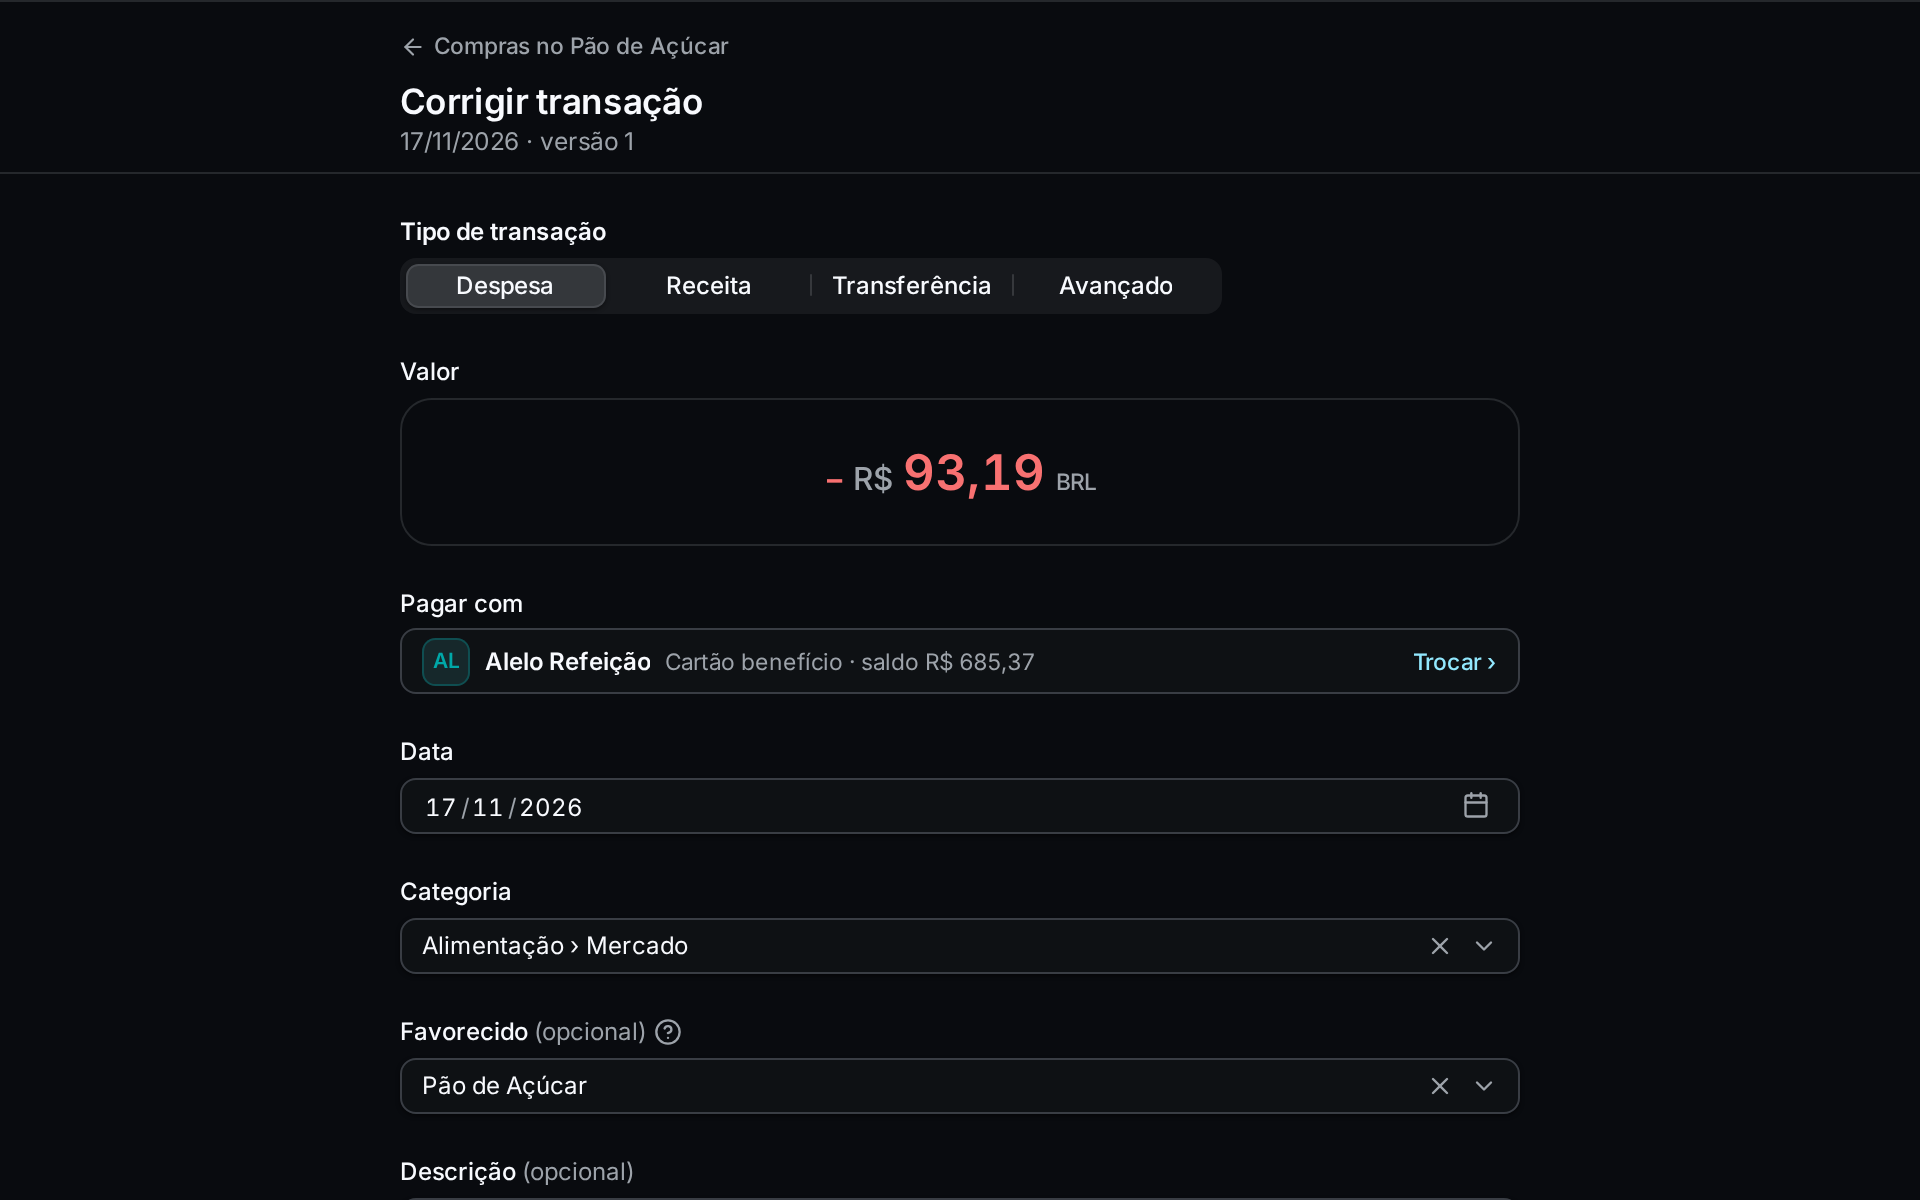 ← Compras no Pão de Açúcar
Corrigir transação
17/11/2026 · versão 1
Tipo de transação
Despesa Receita Transferência Avançado
Valor
– R$ 93,19 BRL
Pagar com
AL Alelo Refeição Cartão benefício · saldo R$ 685,37 Trocar ›
Data
17/11/2026
Categoria
Alimentação › Mercado
Favorecido (opcional)
Pão de Açúcar
Descrição (opcional)